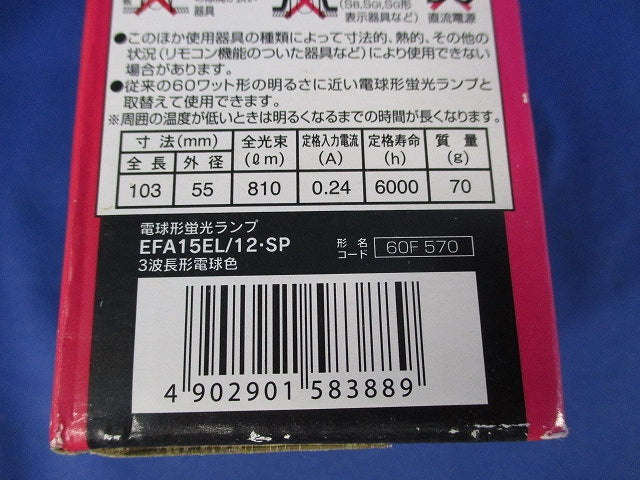 器具
(SB,SGI,SG形
表示器具など)
直流電源
●このほか使用器具の種類によって寸法的、熱的、その他の
状況(リモコン機能のついた器具など)により使用できない
場合があります。
●従来の60ワット形の明るさに近い電球形蛍光ランプと
取替えて使用できます。
※周囲の温度が低いときは明るくなるまでの時間が長くなります。
寸法(mm) 全光束 定格入力電流 定格寿命 質量
全長 外径 (ℓm) (A) (h) (g)
103 55 810 0.24 6000 70
電球形蛍光ランプ
EFA15EL/12・SP
3波長形電球色
形名
コード
60F 570
4 902901 583889